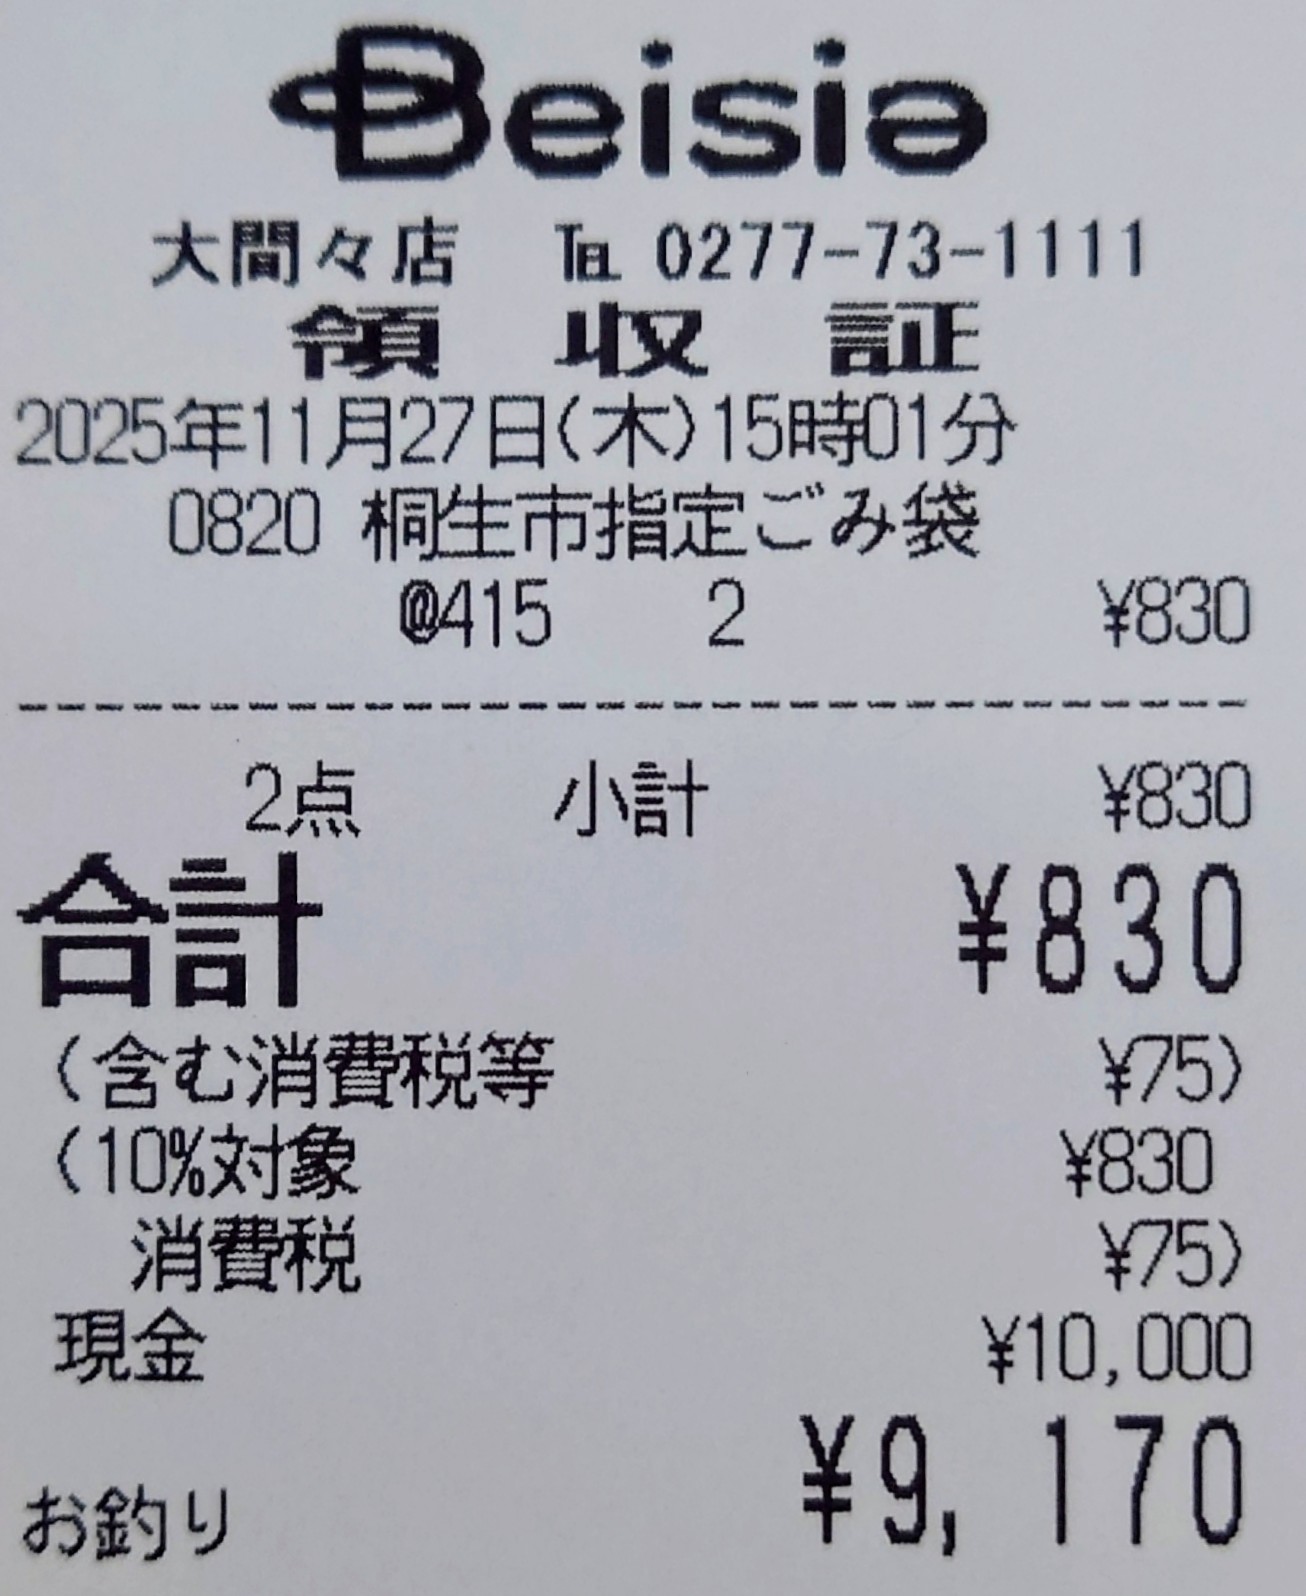 Beisia
大間々店 ℡ 0277-73-1111
領収証
2025年11月27日(木)15時01分
0820 桐生市指定ごみ袋
@415 2 ¥830
--------------------------------
2点 小計 ¥830
合計 ¥830
(含む消費税等 ¥75)
(10%対象 ¥830
消費税 ¥75)
現金 ¥10,000
お釣り ¥9,170